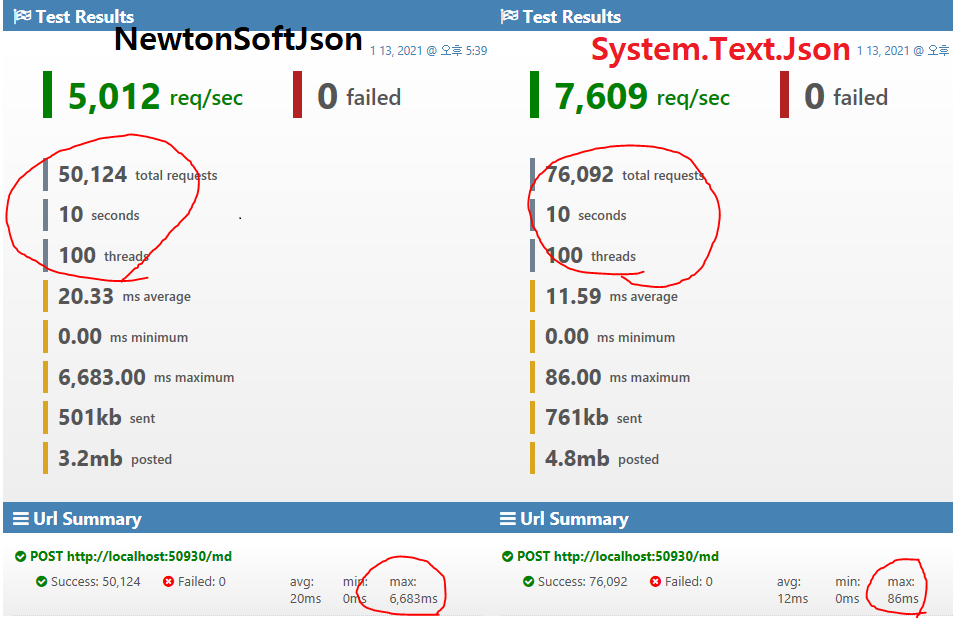 Test Results
NewtonSoftJson
1 13, 2021 @ 오후 5:39
5,012 req/sec
0 failed
50,124 total requests
10 seconds
100 threads
20.33 ms average
0.00 ms minimum
6,683.00 ms maximum
501kb sent
3.2mb posted
Url Summary
POST http://localhost:50930/md
Success: 50,124 Failed: 0
avg: min: max:
20ms 0ms 6,683ms
Test Results
System.Text.Json
1 13, 2021 @ 오후
7,609 req/sec
0 failed
76,092 total requests
10 seconds
100 threads
11.59 ms average
0.00 ms minimum
86.00 ms maximum
761kb sent
4.8mb posted
Url Summary
POST http://localhost:50930/md
Success: 76,092 Failed: 0
avg: min: max:
12ms 0ms 86ms